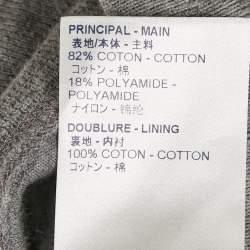 PRINCIPAL - MAIN
表地/本体 - 主料
82% COTON - COTTON
コットン - 棉
18% POLYAMIDE -
POLYAMIDE
ナイロン - 锦纶
DOUBLURE - LINING
裏地 - 内衬
100% COTON - COTTON
コットン - 棉